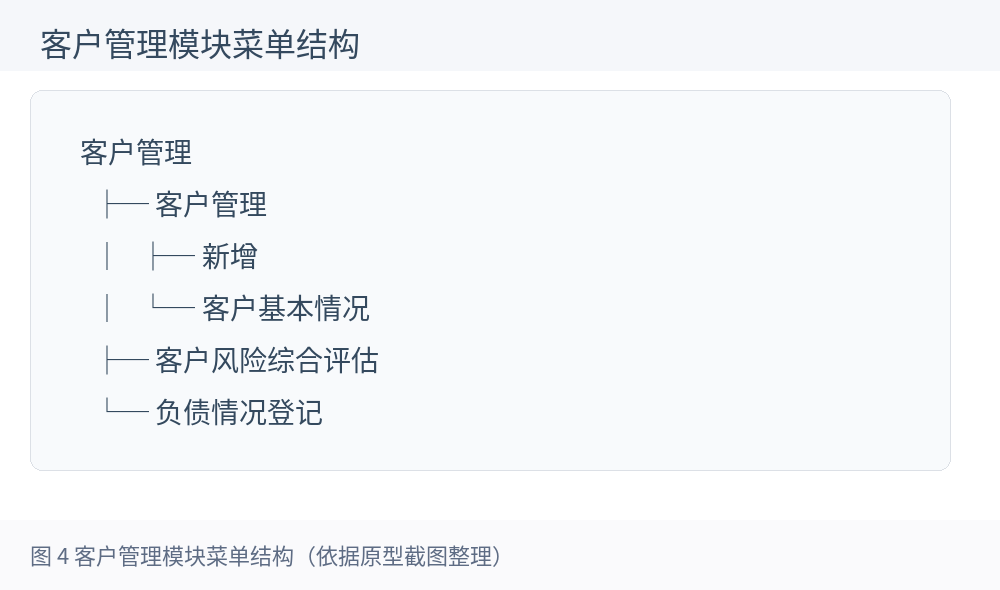 客户管理模块菜单结构
客户管理
├── 客户管理
│   ├── 新增
│   └── 客户基本情况
├── 客户风险综合评估
└── 负债情况登记
图 4 客户管理模块菜单结构（依据原型截图整理）